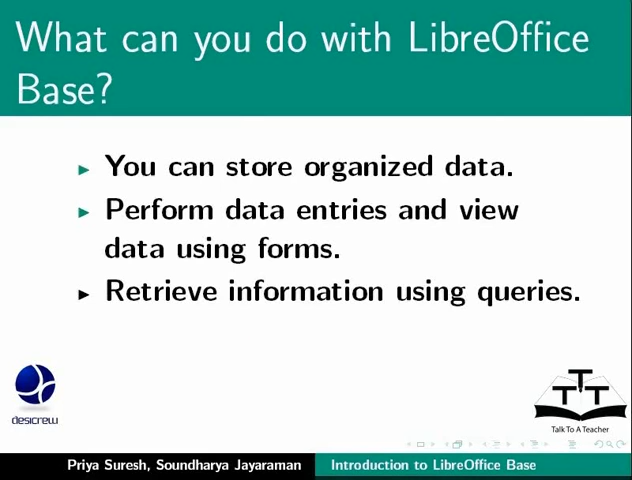 What can you do with LibreOffice
Base?
You can store organized data.
Perform data entries and view
data using forms.
Retrieve information using queries.
desicrew
T T T
Talk To A Teacher
Priya Suresh, Soundharya Jayaraman
Introduction to LibreOffice Base